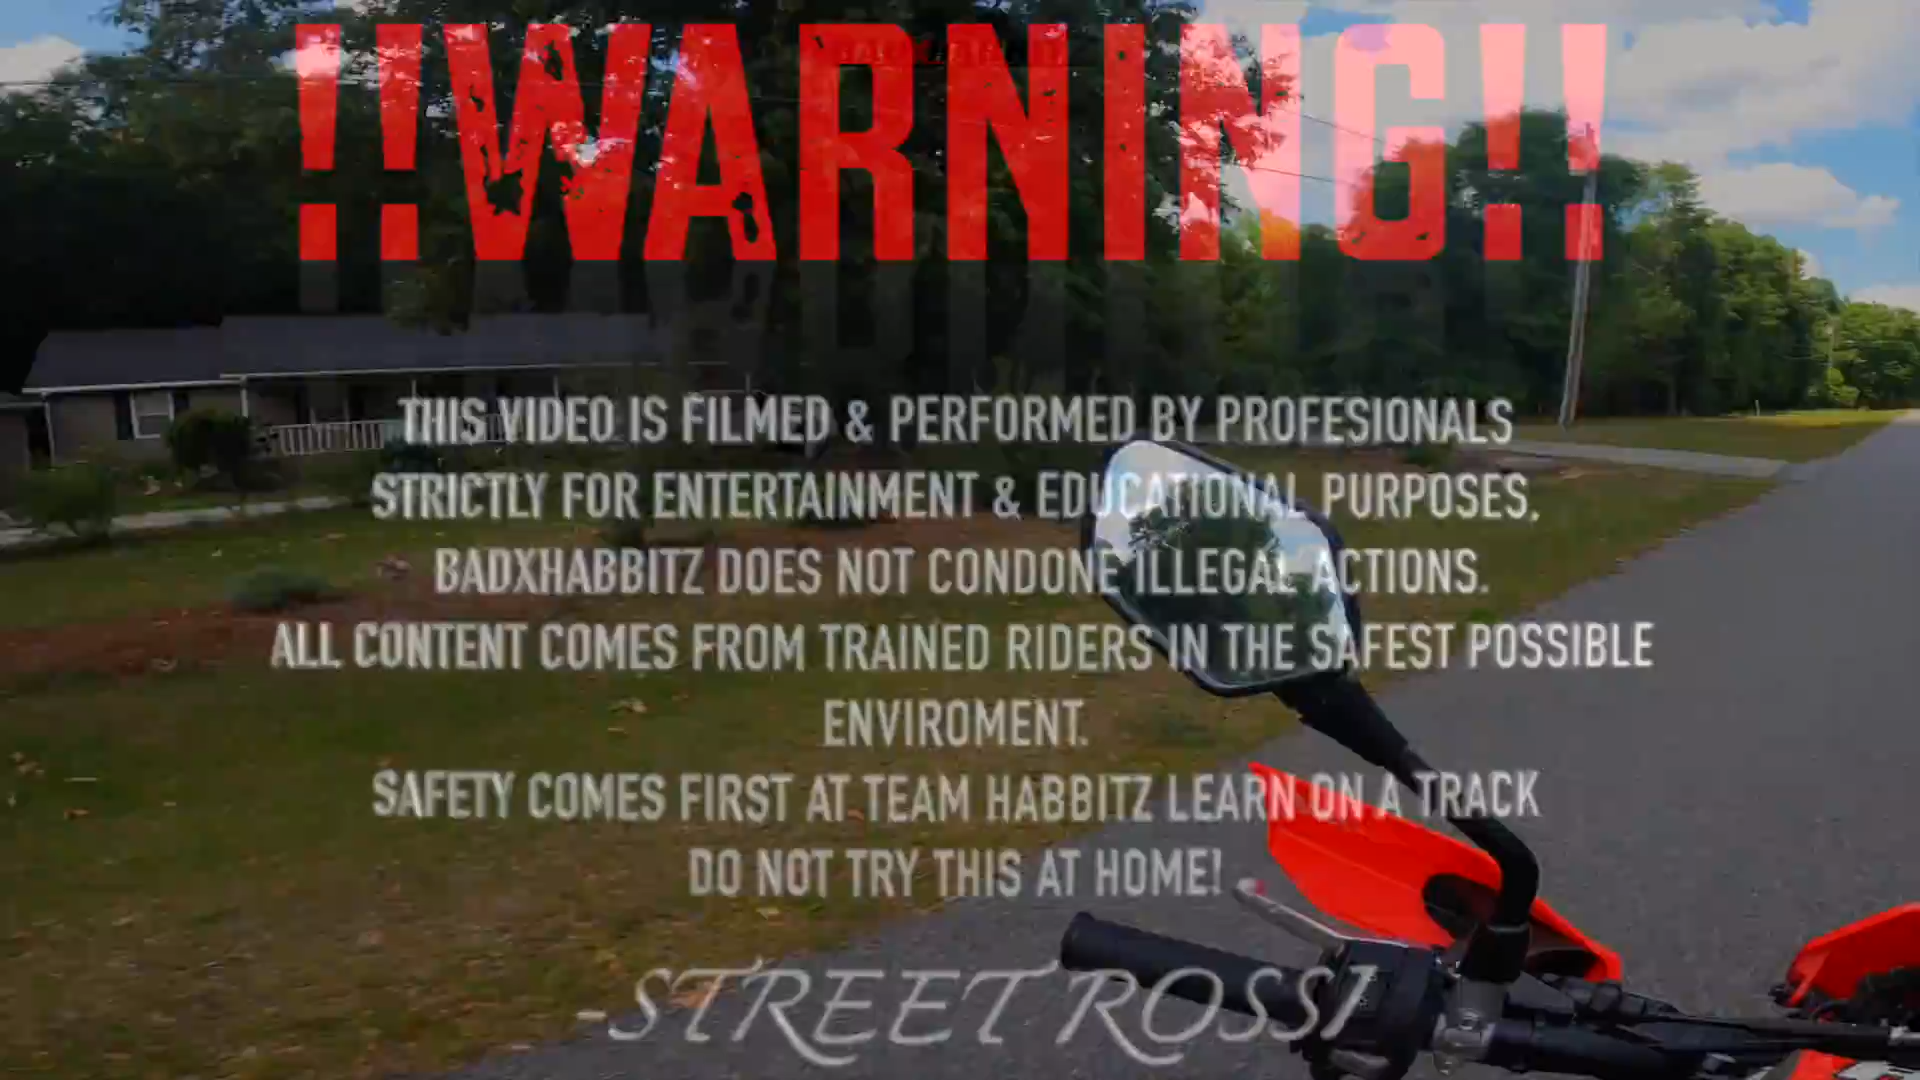 !!WARNING!!
THIS VIDEO IS FILMED & PERFORMED BY PROFESIONALS
STRICTLY FOR ENTERTAINMENT & EDUCATIONAL PURPOSES,
BADXHABBITZ DOES NOT CONDONE ILLEGAL ACTIONS.
ALL CONTENT COMES FROM TRAINED RIDERS IN THE SAFEST POSSIBLE
ENVIROMENT.
SAFETY COMES FIRST AT TEAM HABBITZ LEARN ON A TRACK
DO NOT TRY THIS AT HOME!
STREET ROSSI